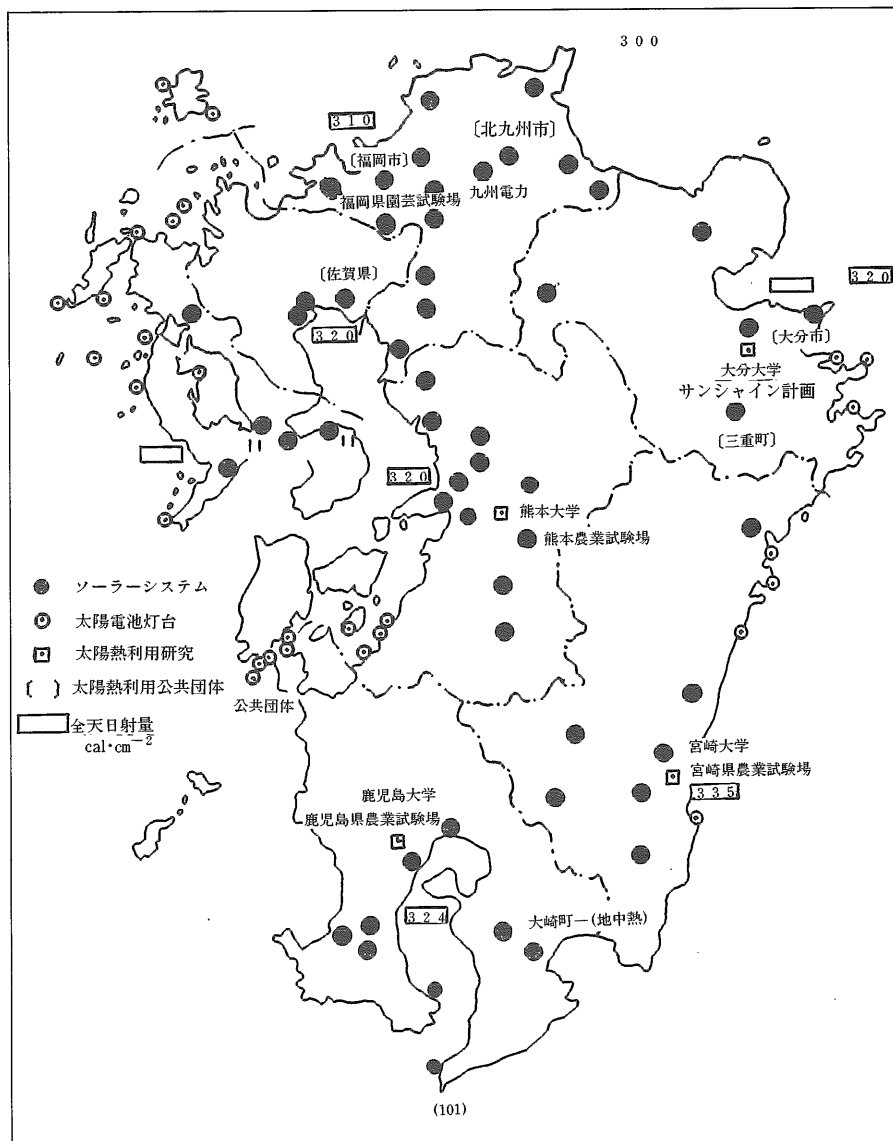 300
310
〔北九州市〕
〔福岡市〕
九州電力
福岡県園芸試験場
〔佐賀県〕
320
320
〔大分市〕
大分大学
サンシャイン計画
〔三重町〕
320
熊本大学
熊本農業試験場
ソーラーシステム
太陽電池灯台
太陽熱利用研究
〔 〕 太陽熱利用公共団体
全天日射量
cal・cm⁻²
公共団体
宮崎大学
宮崎県農業試験場
335
鹿児島大学
鹿児島県農業試験場
324
大崎町―(地中熱)
(101)